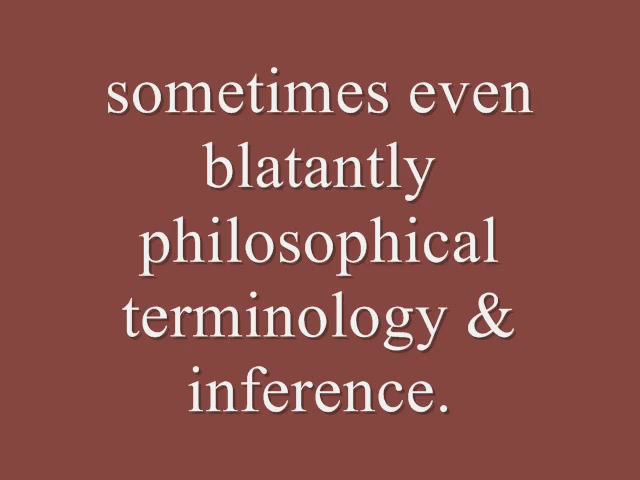 sometimes even
blatantly
philosophical
terminology &
inference.